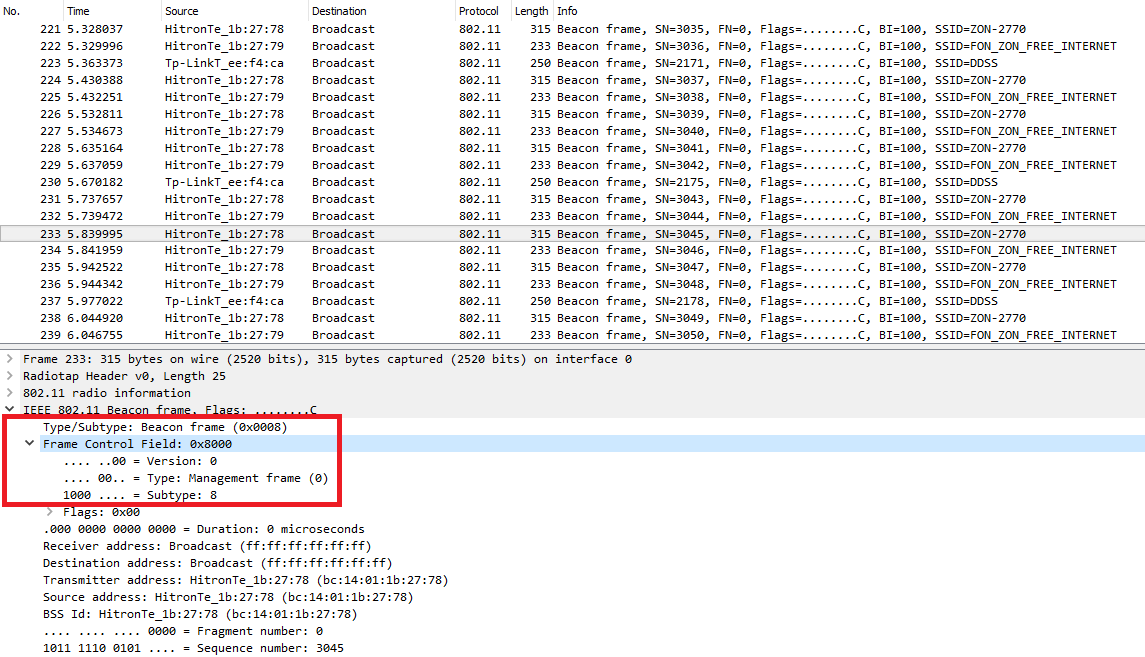 No. Time Source Destination Protocol Length Info
221 5.328037 HitronTe_1b:27:78 Broadcast 802.11 315 Beacon frame, SN=3035, FN=0, Flags=........C, BI=100, SSID=ZON-2770
222 5.329996 HitronTe_1b:27:79 Broadcast 802.11 233 Beacon frame, SN=3036, FN=0, Flags=........C, BI=100, SSID=FON_ZON_FREE_INTERNET
223 5.363373 Tp-LinkT_ee:f4:ca Broadcast 802.11 250 Beacon frame, SN=2171, FN=0, Flags=........C, BI=100, SSID=DDSS
224 5.430388 HitronTe_1b:27:78 Broadcast 802.11 315 Beacon frame, SN=3037, FN=0, Flags=........C, BI=100, SSID=ZON-2770
225 5.432251 HitronTe_1b:27:79 Broadcast 802.11 233 Beacon frame, SN=3038, FN=0, Flags=........C, BI=100, SSID=FON_ZON_FREE_INTERNET
226 5.532811 HitronTe_1b:27:78 Broadcast 802.11 315 Beacon frame, SN=3039, FN=0, Flags=........C, BI=100, SSID=ZON-2770
227 5.534673 HitronTe_1b:27:79 Broadcast 802.11 233 Beacon frame, SN=3040, FN=0, Flags=........C, BI=100, SSID=FON_ZON_FREE_INTERNET
228 5.635164 HitronTe_1b:27:78 Broadcast 802.11 315 Beacon frame, SN=3041, FN=0, Flags=........C, BI=100, SSID=ZON-2770
229 5.637059 HitronTe_1b:27:79 Broadcast 802.11 233 Beacon frame, SN=3042, FN=0, Flags=........C, BI=100, SSID=FON_ZON_FREE_INTERNET
230 5.670182 Tp-LinkT_ee:f4:ca Broadcast 802.11 250 Beacon frame, SN=2175, FN=0, Flags=........C, BI=100, SSID=DDSS
231 5.737657 HitronTe_1b:27:78 Broadcast 802.11 315 Beacon frame, SN=3043, FN=0, Flags=........C, BI=100, SSID=ZON-2770
232 5.739472 HitronTe_1b:27:79 Broadcast 802.11 233 Beacon frame, SN=3044, FN=0, Flags=........C, BI=100, SSID=FON_ZON_FREE_INTERNET
233 5.839995 HitronTe_1b:27:78 Broadcast 802.11 315 Beacon frame, SN=3045, FN=0, Flags=........C, BI=100, SSID=ZON-2770
234 5.841959 HitronTe_1b:27:79 Broadcast 802.11 233 Beacon frame, SN=3046, FN=0, Flags=........C, BI=100, SSID=FON_ZON_FREE_INTERNET
235 5.942522 HitronTe_1b:27:78 Broadcast 802.11 315 Beacon frame, SN=3047, FN=0, Flags=........C, BI=100, SSID=ZON-2770
236 5.944342 HitronTe_1b:27:79 Broadcast 802.11 233 Beacon frame, SN=3048, FN=0, Flags=........C, BI=100, SSID=FON_ZON_FREE_INTERNET
237 5.977022 Tp-LinkT_ee:f4:ca Broadcast 802.11 250 Beacon frame, SN=2178, FN=0, Flags=........C, BI=100, SSID=DDSS
238 6.044920 HitronTe_1b:27:78 Broadcast 802.11 315 Beacon frame, SN=3049, FN=0, Flags=........C, BI=100, SSID=ZON-2770
239 6.046755 HitronTe_1b:27:79 Broadcast 802.11 233 Beacon frame, SN=3050, FN=0, Flags=........C, BI=100, SSID=FON_ZON_FREE_INTERNET
Frame 233: 315 bytes on wire (2520 bits), 315 bytes captured (2520 bits) on interface 0
Radiotap Header v0, Length 25
802.11 radio information
IEEE 802.11 Beacon frame, Flags: ........C
Type/Subtype: Beacon frame (0x0008)
Frame Control Field: 0x8000
.... ..00 = Version: 0
.... 00.. = Type: Management frame (0)
1000 .... = Subtype: 8
Flags: 0x00
.000 0000 0000 0000 = Duration: 0 microseconds
Receiver address: Broadcast (ff:ff:ff:ff:ff:ff)
Destination address: Broadcast (ff:ff:ff:ff:ff:ff)
Transmitter address: HitronTe_1b:27:78 (bc:14:01:1b:27:78)
Source address: HitronTe_1b:27:78 (bc:14:01:1b:27:78)
BSS Id: HitronTe_1b:27:78 (bc:14:01:1b:27:78)
.... .... .... 0000 = Fragment number: 0
1011 1110 0101 .... = Sequence number: 3045